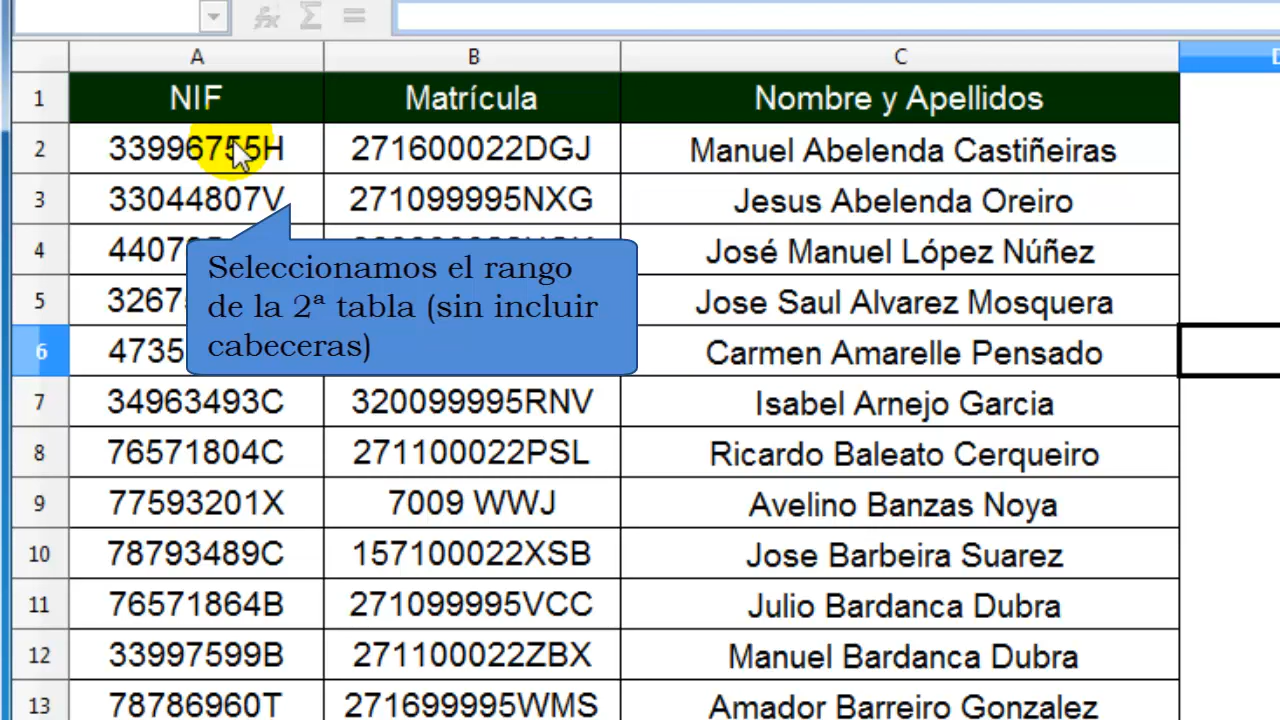 A B C
1 NIF Matrícula Nombre y Apellidos
2 33996755H 271600022DGJ Manuel Abelenda Castiñeiras
3 33044807V 271099995NXG Jesus Abelenda Oreiro
4 José Manuel López Núñez
5 Jose Saul Alvarez Mosquera
6 Carmen Amarelle Pensado
Seleccionamos el rango
de la 2ª tabla (sin incluir
cabeceras)
7 34963493C 320099995RNV Isabel Arnejo Garcia
8 76571804C 271100022PSL Ricardo Baleato Cerqueiro
9 77593201X 7009 WWJ Avelino Banzas Noya
10 78793489C 157100022XSB Jose Barbeira Suarez
11 76571864B 271099995VCC Julio Bardanca Dubra
12 33997599B 271100022ZBX Manuel Bardanca Dubra
13 78786960T 271699995WMS Amador Barreiro Gonzalez